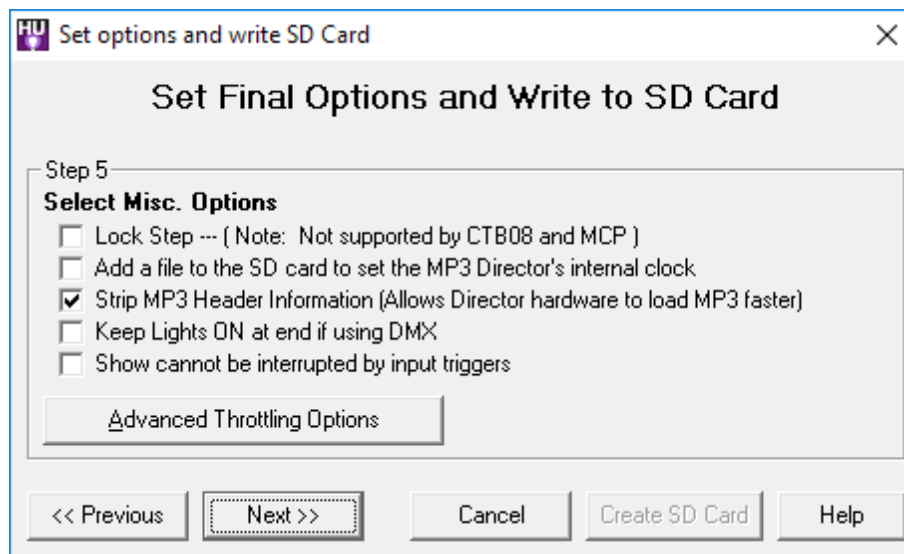 HU Set options and write SD Card
Set Final Options and Write to SD Card
Step 5
Select Misc. Options
Lock Step --- ( Note: Not supported by CTB08 and MCP )
Add a file to the SD card to set the MP3 Director's internal clock
Strip MP3 Header Information (Allows Director hardware to load MP3 faster)
Keep Lights ON at end if using DMX
Show cannot be interrupted by input triggers
Advanced Throttling Options
<< Previous
Next >>
Cancel
Create SD Card
Help